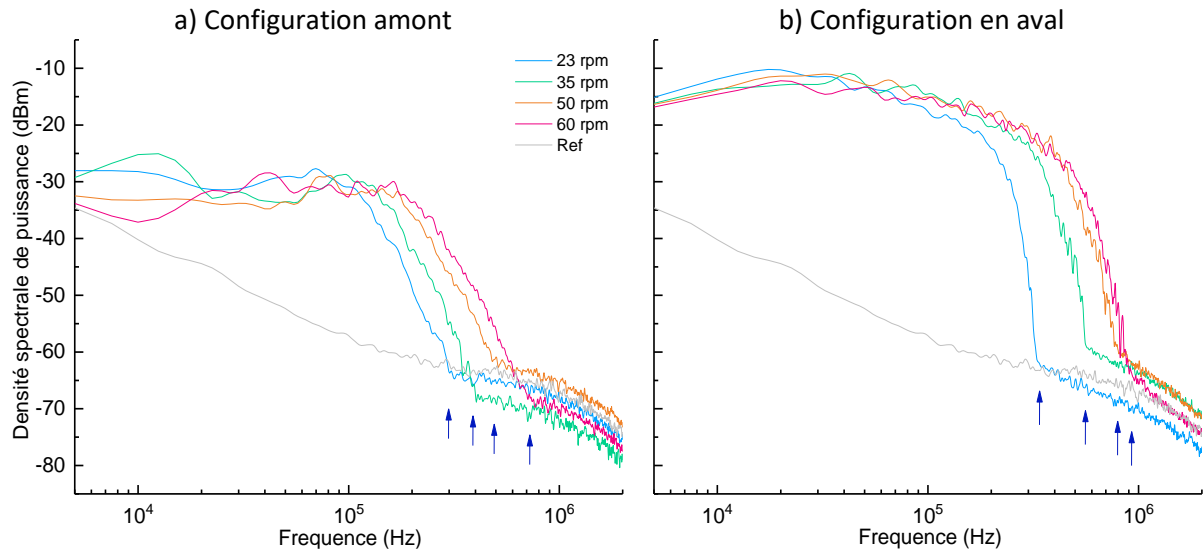 a) Configuration amont
b) Configuration en aval
Densité spectrale de puissance (dBm)
-10
-20
-30
-40
-50
-60
-70
-80
23 rpm
35 rpm
50 rpm
60 rpm
Ref
10^4
10^5
10^6
Frequence (Hz)
10^4
10^5
10^6
Frequence (Hz)